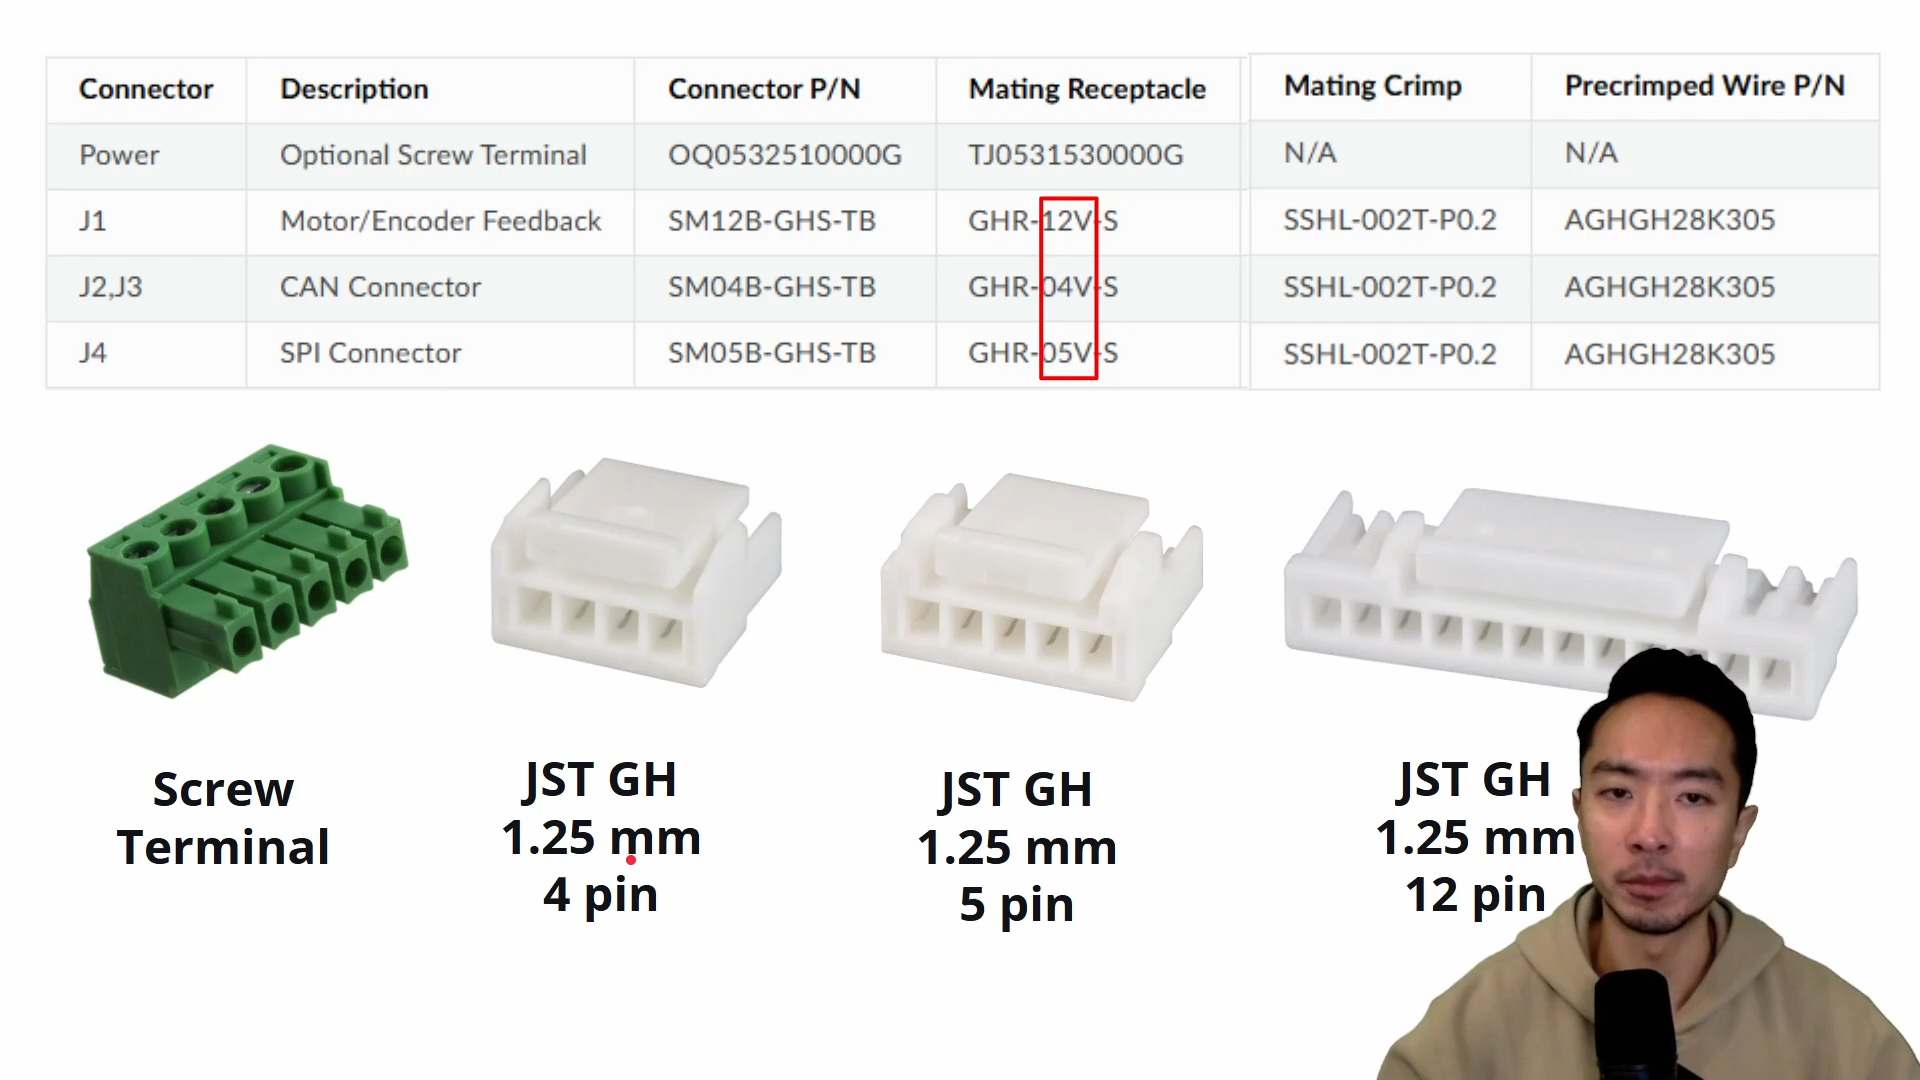 Connector Description Connector P/N Mating Receptacle Mating Crimp Precrimped Wire P/N
Power Optional Screw Terminal OQ0532510000G TJ0531530000G N/A N/A
J1 Motor/Encoder Feedback SM12B-GHS-TB GHR-12V-S SSHL-002T-P0.2 AGHGH28K305
J2,J3 CAN Connector SM04B-GHS-TB GHR-04V-S SSHL-002T-P0.2 AGHGH28K305
J4 SPI Connector SM05B-GHS-TB GHR-05V-S SSHL-002T-P0.2 AGHGH28K305
Screw
Terminal
JST GH
1.25 mm
4 pin
JST GH
1.25 mm
5 pin
JST GH
1.25 mm
12 pin